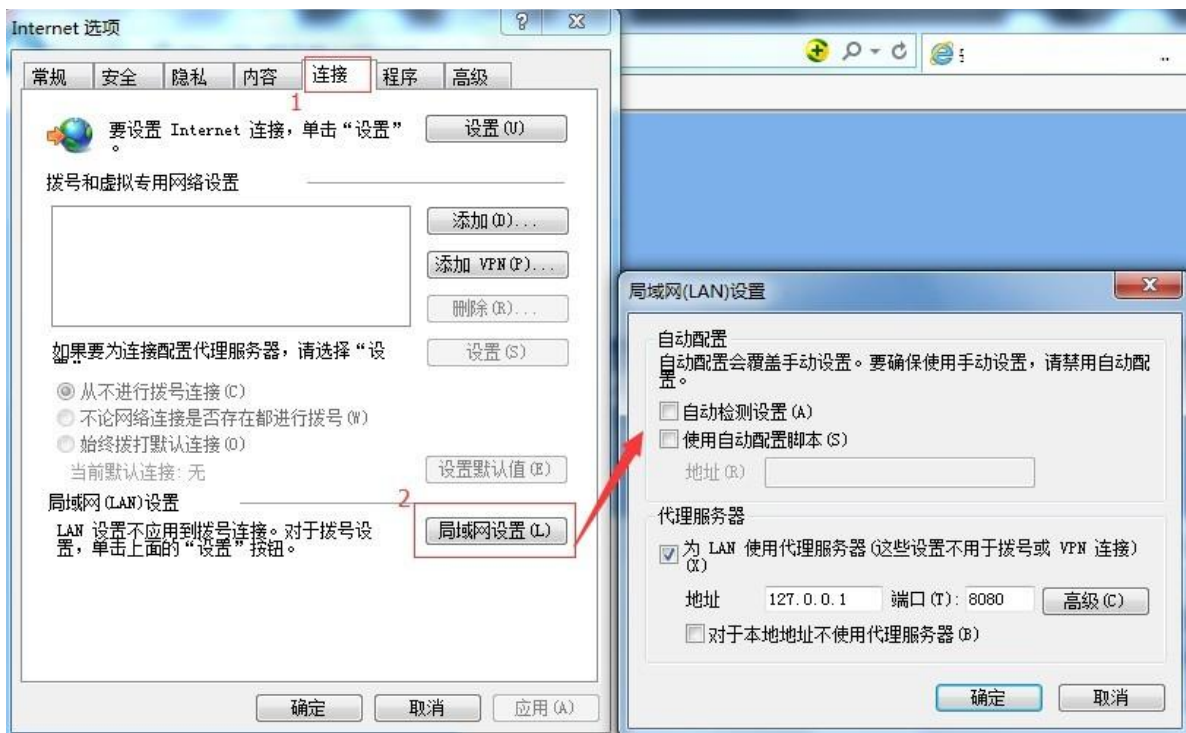 Internet 选项
常规 安全 隐私 内容 连接 程序 高级
1
要设置 Internet 连接，单击“设置”
。
设置(U)
拨号和虚拟专用网络设置
添加(D)...
添加 VPN(P)...
删除(R)...
如果要为连接配置代理服务器，请选择“设
设置(S)
从不进行拨号连接(C)
不论网络连接是否存在都进行拨号(W)
始终拨打默认连接(O)
当前默认连接: 无
设置默认值(E)
局域网(LAN)设置
2
LAN 设置不应用到拨号连接。对于拨号设
置，单击上面的“设置”按钮。
局域网设置(L)
确定 取消 应用(A)
局域网(LAN)设置
自动配置
自动配置会覆盖手动设置。要确保使用手动设置，请禁用自动配
置。
自动检测设置(A)
使用自动配置脚本(S)
地址(R)
代理服务器
为 LAN 使用代理服务器(这些设置不用于拨号或 VPN 连接)
(X)
地址 127.0.0.1 端口(T): 8080 高级(C)
对于本地地址不使用代理服务器(B)
确定 取消